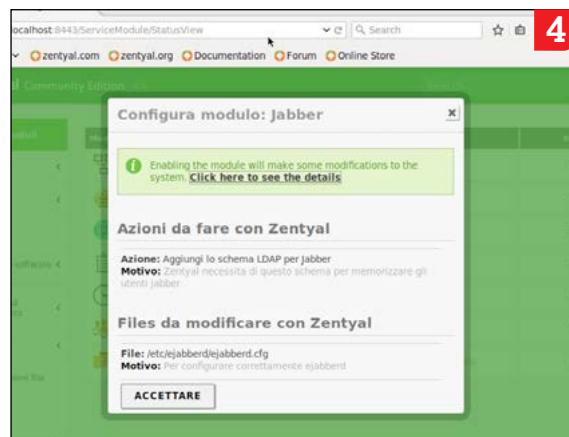 ocalhost:8443/ServiceModule/StatusView
Search
4
zentyal.com zentyal.org Documentation Forum Online Store
Community Edition
Configura modulo: Jabber
x
Enabling the module will make some modifications to the
system. Click here to see the details
Azioni da fare con Zentyal
Azione: Aggiungi lo schema LDAP per Jabber
Motivo: Zentyal necessita di questo schema per memorizzare gli
utenti jabber
Files da modificare con Zentyal
File: /etc/ejabberd/ejabberd.cfg
Motivo: Per configurare correttamente ejabberd
ACCETTARE